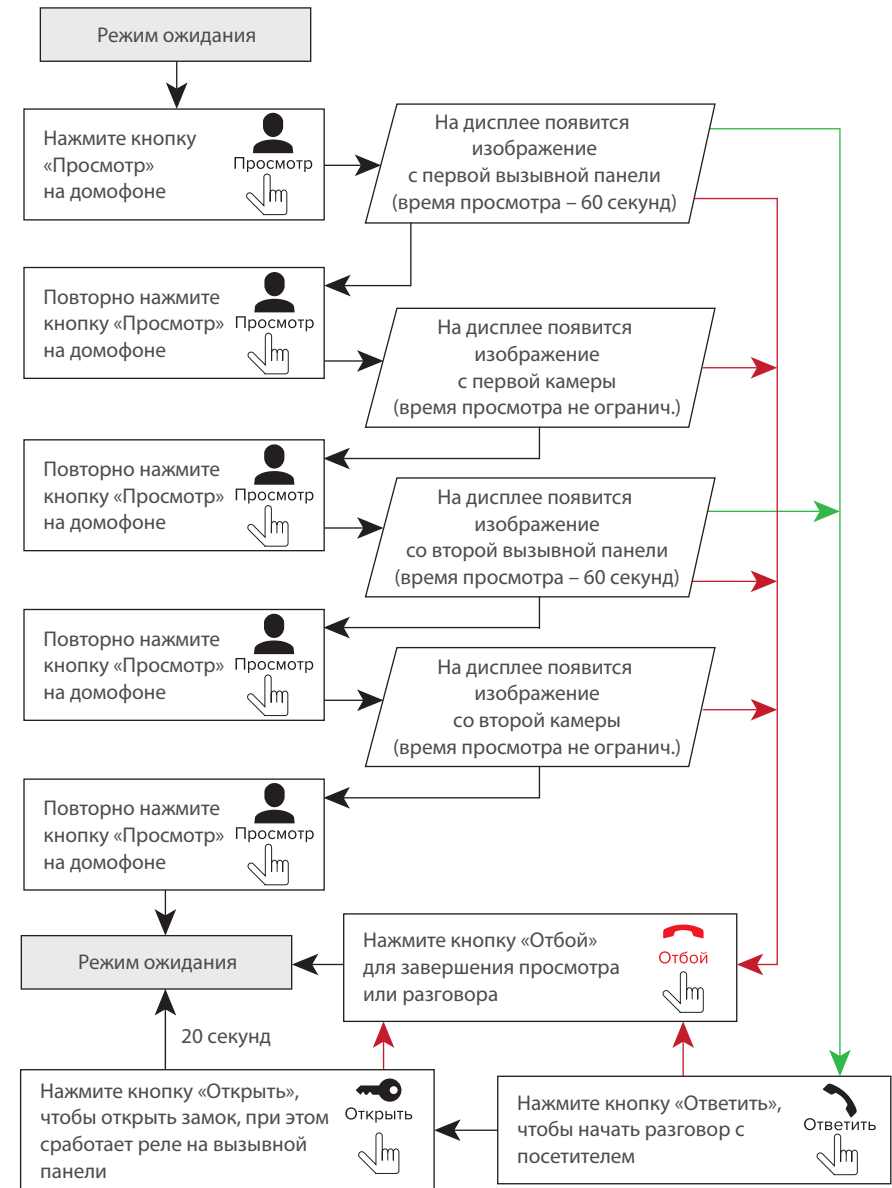 Режим ожидания
Нажмите кнопку
«Просмотр»
на домофоне
Просмотр
На дисплее появится
изображение
с первой вызывной панели
(время просмотра – 60 секунд)
Повторно нажмите
кнопку «Просмотр»
на домофоне
Просмотр
На дисплее появится
изображение
с первой камеры
(время просмотра не огранич.)
Повторно нажмите
кнопку «Просмотр»
на домофоне
Просмотр
На дисплее появится
изображение
со второй вызывной панели
(время просмотра – 60 секунд)
Повторно нажмите
кнопку «Просмотр»
на домофоне
Просмотр
На дисплее появится
изображение
со второй камеры
(время просмотра не огранич.)
Повторно нажмите
кнопку «Просмотр»
на домофоне
Просмотр
Режим ожидания
Нажмите кнопку «Отбой»
для завершения просмотра
или разговора
Отбой
20 секунд
Нажмите кнопку «Открыть»,
чтобы открыть замок, при этом
сработает реле на вызывной
панели
Открыть
Нажмите кнопку «Ответить»,
чтобы начать разговор с
посетителем
Ответить